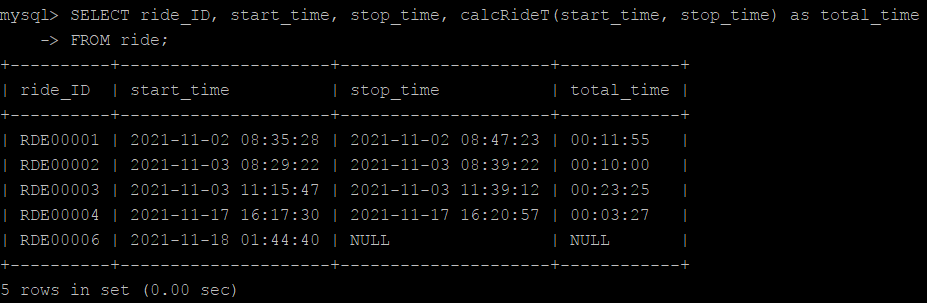 mysql> SELECT ride_ID, start_time, stop_time, calcRideT(start_time, stop_time) as total_time
    -> FROM ride;
+----------+---------------------+---------------------+------------+
| ride_ID  | start_time          | stop_time           | total_time |
+----------+---------------------+---------------------+------------+
| RDE00001 | 2021-11-02 08:35:28 | 2021-11-02 08:47:23 | 00:11:55   |
| RDE00002 | 2021-11-03 08:29:22 | 2021-11-03 08:39:22 | 00:10:00   |
| RDE00003 | 2021-11-03 11:15:47 | 2021-11-03 11:39:12 | 00:23:25   |
| RDE00004 | 2021-11-17 16:17:30 | 2021-11-17 16:20:57 | 00:03:27   |
| RDE00006 | 2021-11-18 01:44:40 | NULL                | NULL       |
+----------+---------------------+---------------------+------------+
5 rows in set (0.00 sec)